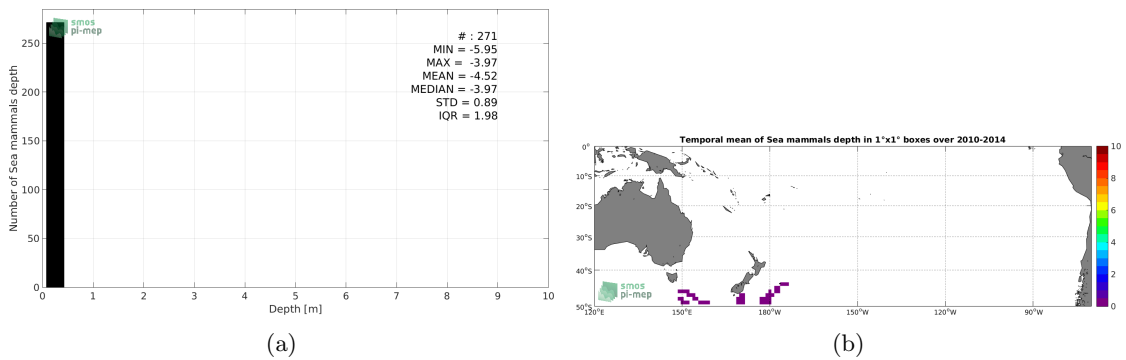 smos
pi-mep
# : 271
MIN = -5.95
MAX = -3.97
MEAN = -4.52
MEDIAN = -3.97
STD = 0.89
IQR = 1.98
Number of Sea mammals depth
250
200
150
100
50
0
0 1 2 3 4 5 6 7 8 9 10
Depth [m]
(a)
Temporal mean of Sea mammals depth in 1°x1° boxes over 2010-2014
0°
10°S
20°S
30°S
40°S
50°S
120°E 150°E 180°W 150°W 120°W 90°W
smos
pi-mep
10
8
6
4
2
0
(b)